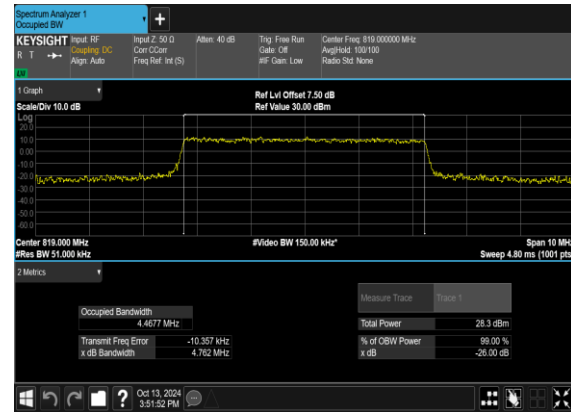 Spectrum Analyzer 1
Occupied BW
+
KEYSIGHT Input: RF Input Z: 50 Ω Atten: 40 dB Trig: Free Run Center Freq: 819.000000 MHz
R T Coupling: DC Corr CCorr Gate: Off Avg|Hold: 100/100
Align: Auto Freq Ref: Int (S) #IF Gain: Low Radio Std: None
LXI
1 Graph Ref Lvl Offset 7.50 dB
Scale/Div 10.0 dB Ref Value 30.00 dBm
Log
20.0
10.0
0.00
-10.0
-20.0
-30.0
-40.0
-50.0
-60.0
Center 819.000 MHz #Video BW 150.00 kHz* Span 10 MHz
#Res BW 51.000 kHz Sweep 4.80 ms (1001 pts
2 Metrics
Measure Trace Trace 1
Occupied Bandwidth
4.4677 MHz Total Power 28.3 dBm
Transmit Freq Error -10.357 kHz % of OBW Power 99.00 %
x dB Bandwidth 4.762 MHz x dB -26.00 dB
? Oct 13, 2024
3:51:52 PM